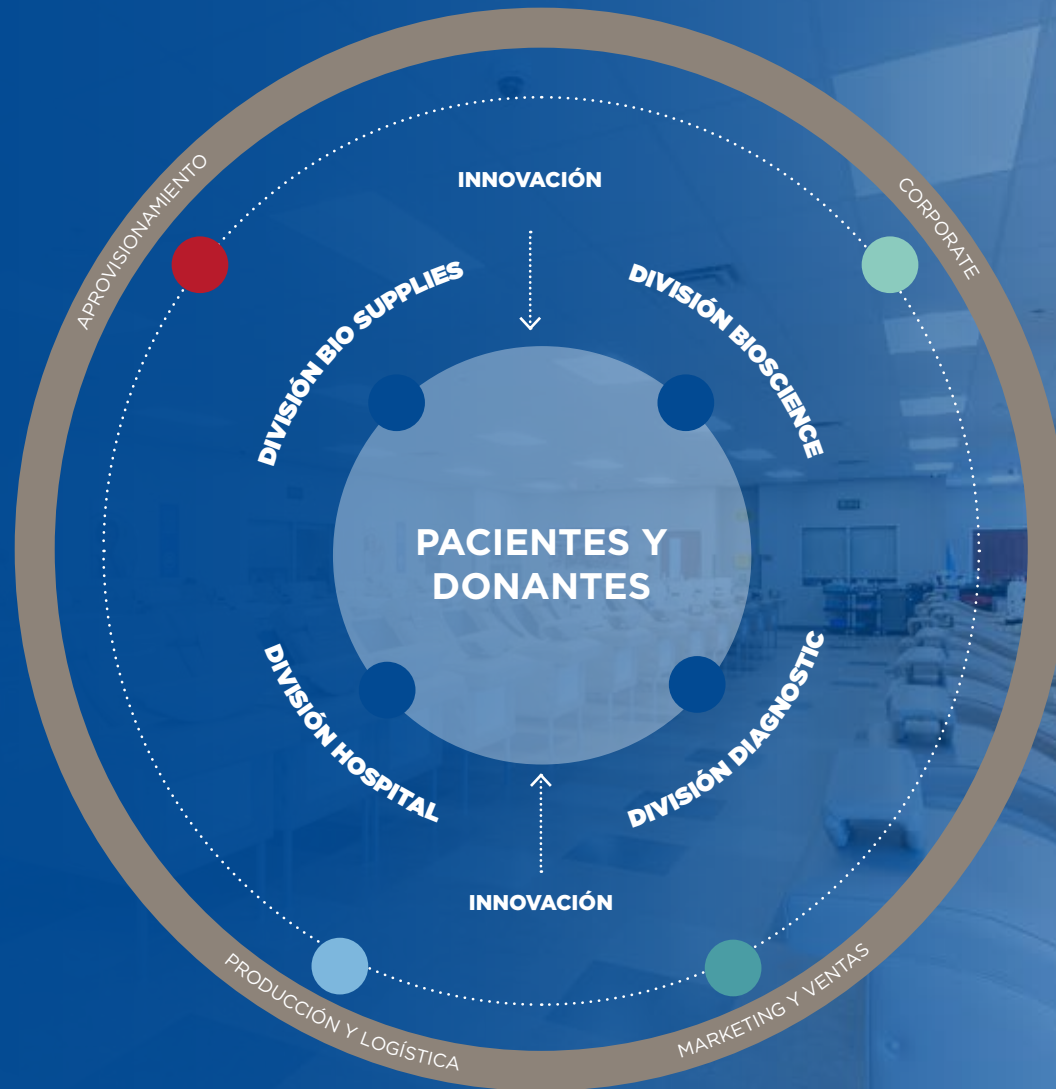 APROVISIONAMIENTO
CORPORATE
INNOVACIÓN
DIVISIÓN BIO SUPPLIES
DIVISIÓN BIOSCIENCE
PACIENTES Y
DONANTES
DIVISIÓN HOSPITAL
DIVISIÓN DIAGNOSTIC
INNOVACIÓN
PRODUCCIÓN Y LOGÍSTICA
MARKETING Y VENTAS